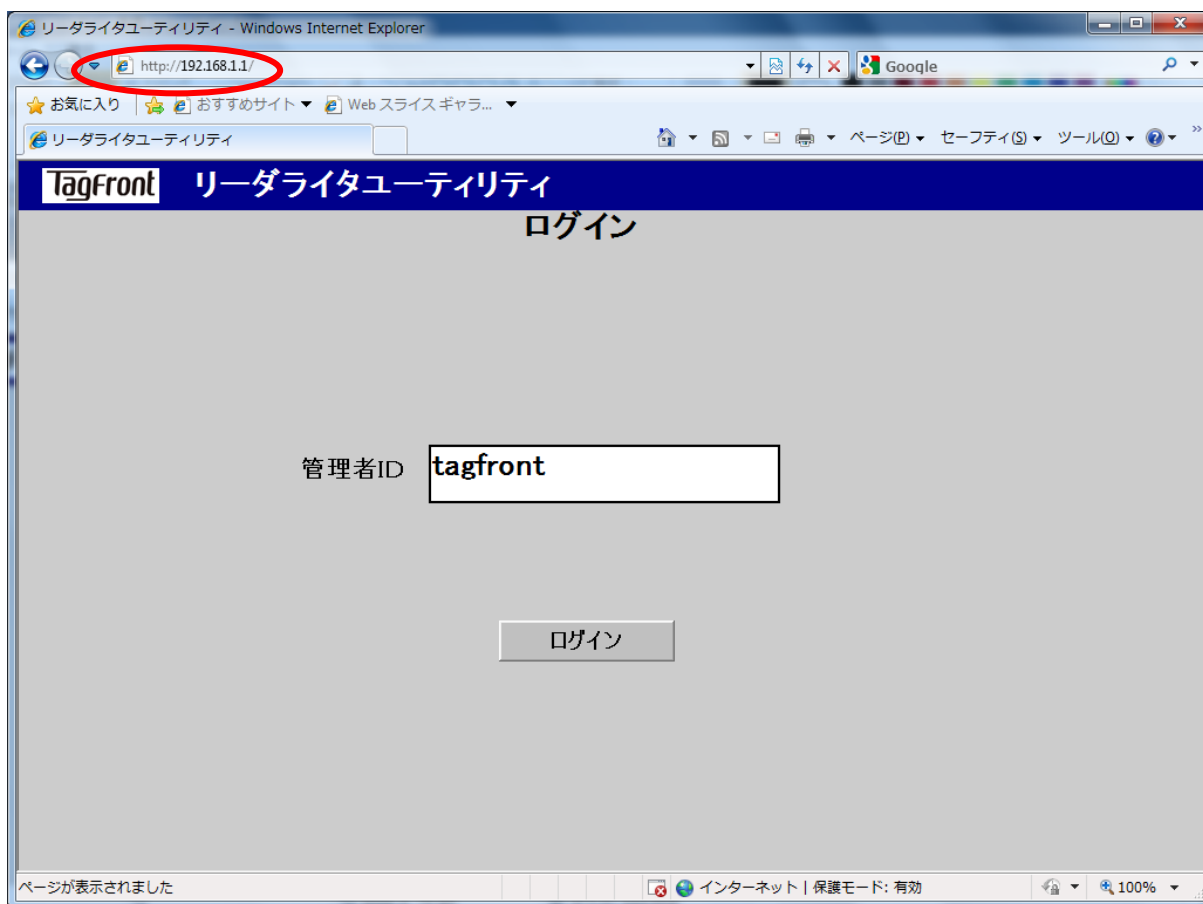 リーダライタユーティリティ - Windows Internet Explorer
http://192.168.1.1/
Google
お気に入り
おすすめサイト
Web スライス ギャラ...
リーダライタユーティリティ
ページ(P)
セーフティ(S)
ツール(O)
»
TagFront
リーダライタユーティリティ
ログイン
管理者ID
tagfront
ログイン
ページが表示されました
インターネット | 保護モード: 有効
100%